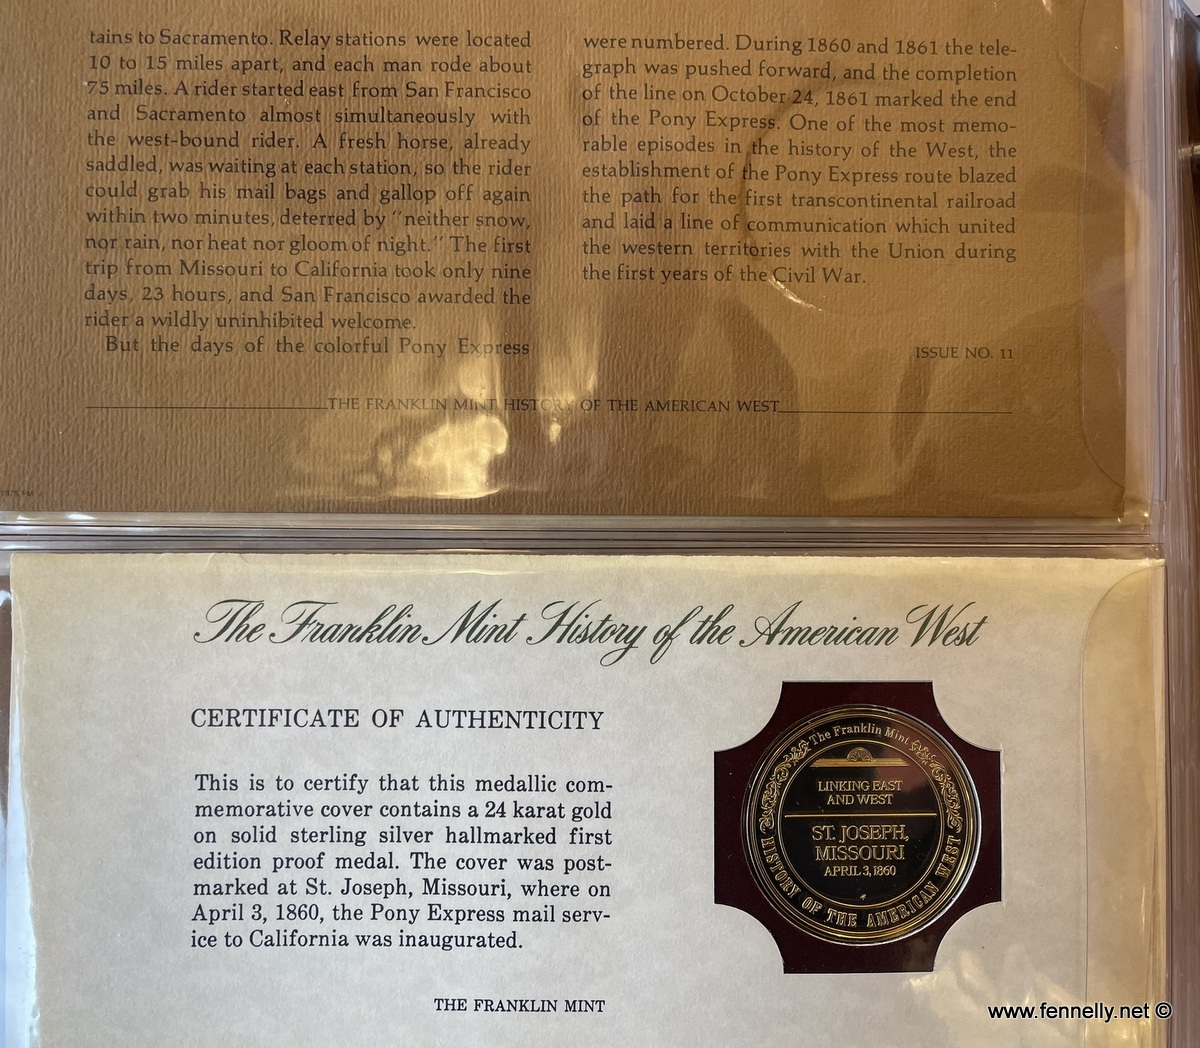 tains to Sacramento. Relay stations were located
10 to 15 miles apart, and each man rode about
75 miles. A rider started east from San Francisco
and Sacramento almost simultaneously with
the west-bound rider. A fresh horse, already
saddled, was waiting at each station, so the rider
could grab his mail bags and gallop off again
within two minutes, deterred by "neither snow,
nor rain, nor heat nor gloom of night." The first
trip from Missouri to California took only nine
days, 23 hours, and San Francisco awarded the
rider a wildly uninhibited welcome.
But the days of the colorful Pony Express
were numbered. During 1860 and 1861 the tele-
graph was pushed forward, and the completion
of the line on October 24, 1861 marked the end
of the Pony Express. One of the most memo-
rable episodes in the history of the West, the
establishment of the Pony Express route blazed
the path for the first transcontinental railroad
and laid a line of communication which united
the western territories with the Union during
the first years of the Civil War.
ISSUE NO. 11
THE FRANKLIN MINT HISTORY OF THE AMERICAN WEST
1975 FM
The Franklin Mint History of the American West
CERTIFICATE OF AUTHENTICITY
This is to certify that this medallic com-
memorative cover contains a 24 karat gold
on solid sterling silver hallmarked first
edition proof medal. The cover was post-
marked at St. Joseph, Missouri, where on
April 3, 1860, the Pony Express mail serv-
ice to California was inaugurated.
THE FRANKLIN MINT
The Franklin Mint
LINKING EAST
AND WEST
ST. JOSEPH,
MISSOURI
APRIL 3, 1860
HISTORY OF THE AMERICAN WEST
www.fennelly.net ©